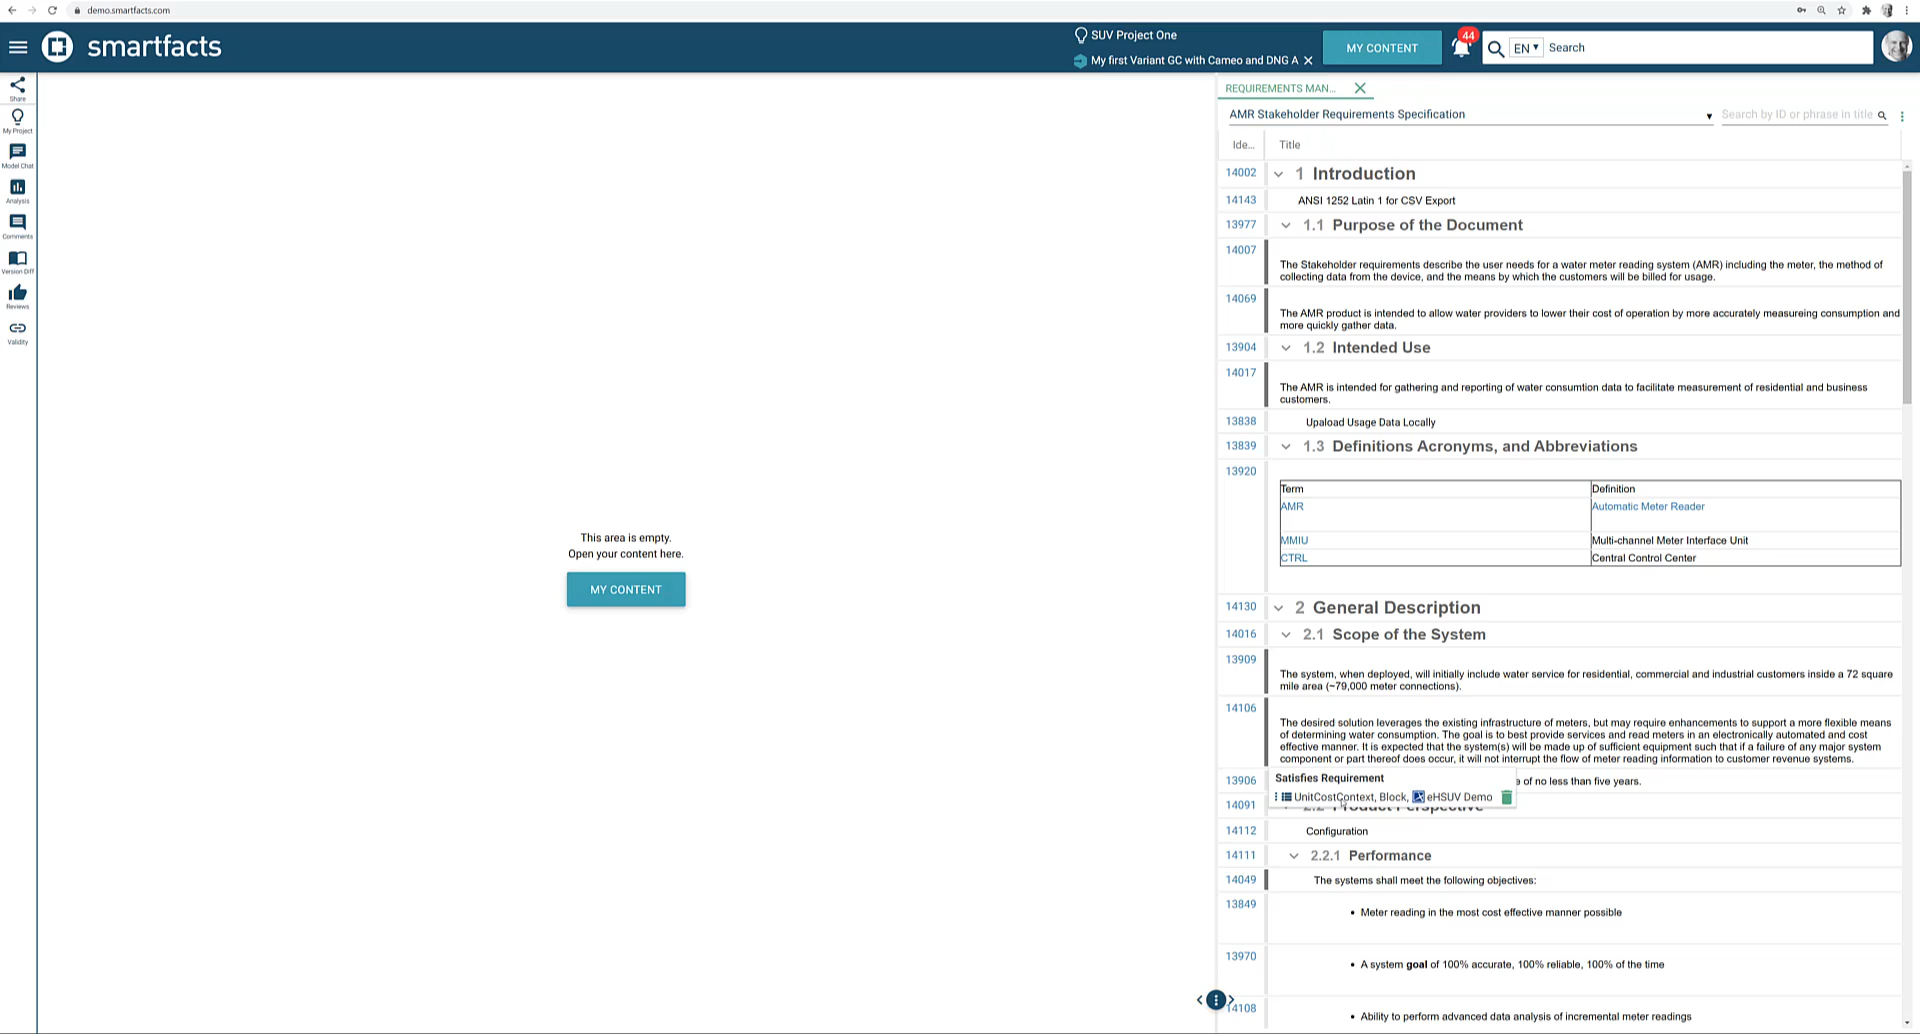 demo.smartfacts.com
smartfacts
SUV Project One
My first Variant GC with Cameo and DNG A
MY CONTENT
44
EN
Search
Share
My Project
Model Chat
Analysis
Comments
Version Diff
Reviews
Validity
This area is empty.
Open your content here.
MY CONTENT
REQUIREMENTS MAN...
AMR Stakeholder Requirements Specification
Search by ID or phrase in title
Ide... Title
14002 1 Introduction
14143 ANSI 1252 Latin 1 for CSV Export
13977 1.1 Purpose of the Document
14007
The Stakeholder requirements describe the user needs for a water meter reading system (AMR) including the meter, the method of
collecting data from the device, and the means by which the customers will be billed for usage.
14069
The AMR product is intended to allow water providers to lower their cost of operation by more accurately measureing consumption and
more quickly gather data.
13904 1.2 Intended Use
14017
The AMR is intended for gathering and reporting of water consumtion data to facilitate measurement of residential and business
customers.
13838 Upaload Usage Data Locally
13839 1.3 Definitions Acronyms, and Abbreviations
13920
Term Definition
AMR Automatic Meter Reader
MMIU Multi-channel Meter Interface Unit
CTRL Central Control Center
14130 2 General Description
14016 2.1 Scope of the System
13909
The system, when deployed, will initially include water service for residential, commercial and industrial customers inside a 72 square
mile area (~79,000 meter connections).
14106
The desired solution leverages the existing infrastructure of meters, but may require enhancements to support a more flexible means
of determining water consumption. The goal is to best provide services and read meters in an electronically automated and cost
effective manner. It is expected that the system(s) will be made up of sufficient equipment such that if a failure of any major system
component or part thereof does occur, it will not interrupt the flow of meter reading information to customer revenue systems.
13906 Satisfies Requirement of no less than five years.
UnitCostContext, Block, eHSUV Demo
14091 2.2 Product Perspective
14112 Configuration
14111 2.2.1 Performance
14049 The systems shall meet the following objectives:
13849
• Meter reading in the most cost effective manner possible
13970
• A system goal of 100% accurate, 100% reliable, 100% of the time
14108
• Ability to perform advanced data analysis of incremental meter readings